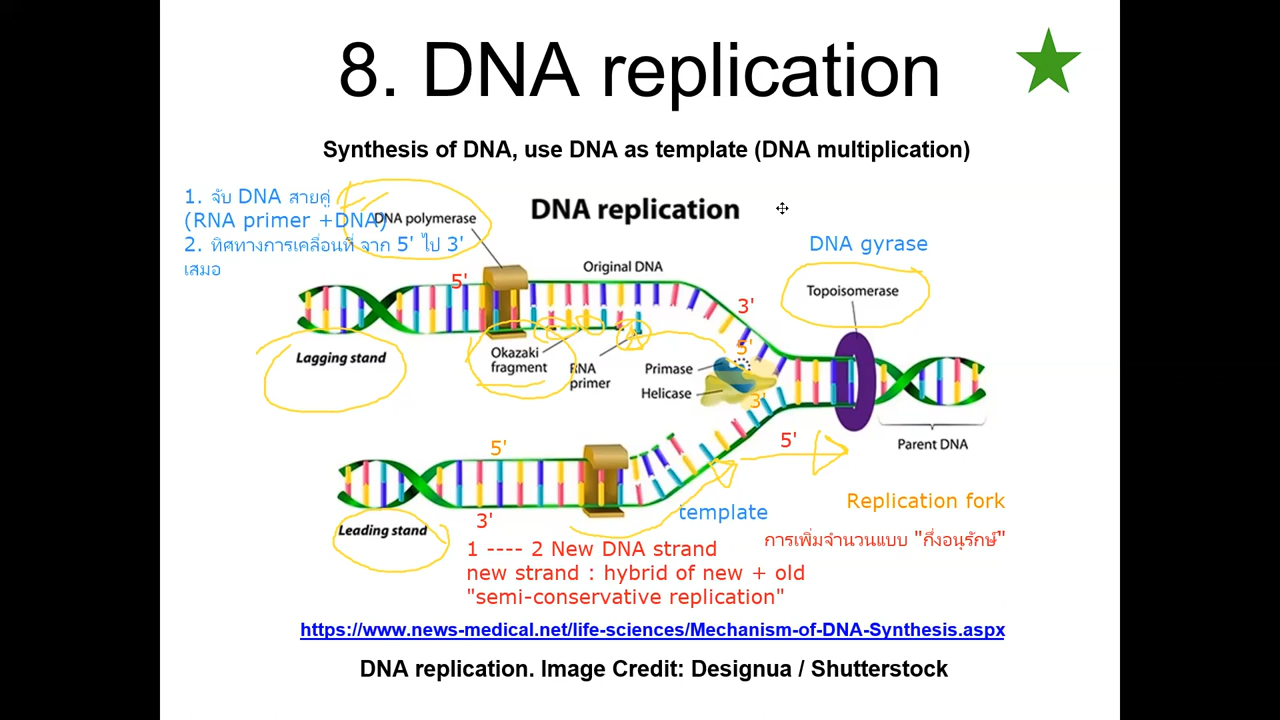 8. DNA replication
Synthesis of DNA, use DNA as template (DNA multiplication)
1. จับ DNA สายคู่
(RNA primer +DNA)
2. ทิศทางการเคลื่อนที่ จาก 5' ไป 3'
เสมอ
DNA polymerase
DNA replication
DNA gyrase
Topoisomerase
Original DNA
5'
3'
5'
Lagging stand
Okazaki
fragment
RNA
primer
Primase
Helicase
3'
5'
Parent DNA
5'
Leading stand
3'
template
Replication fork
การเพิ่มจำนวนแบบ "กึ่งอนุรักษ์"
1 ---- 2 New DNA strand
new strand : hybrid of new + old
"semi-conservative replication"
https://www.news-medical.net/life-sciences/Mechanism-of-DNA-Synthesis.aspx
DNA replication. Image Credit: Designua / Shutterstock